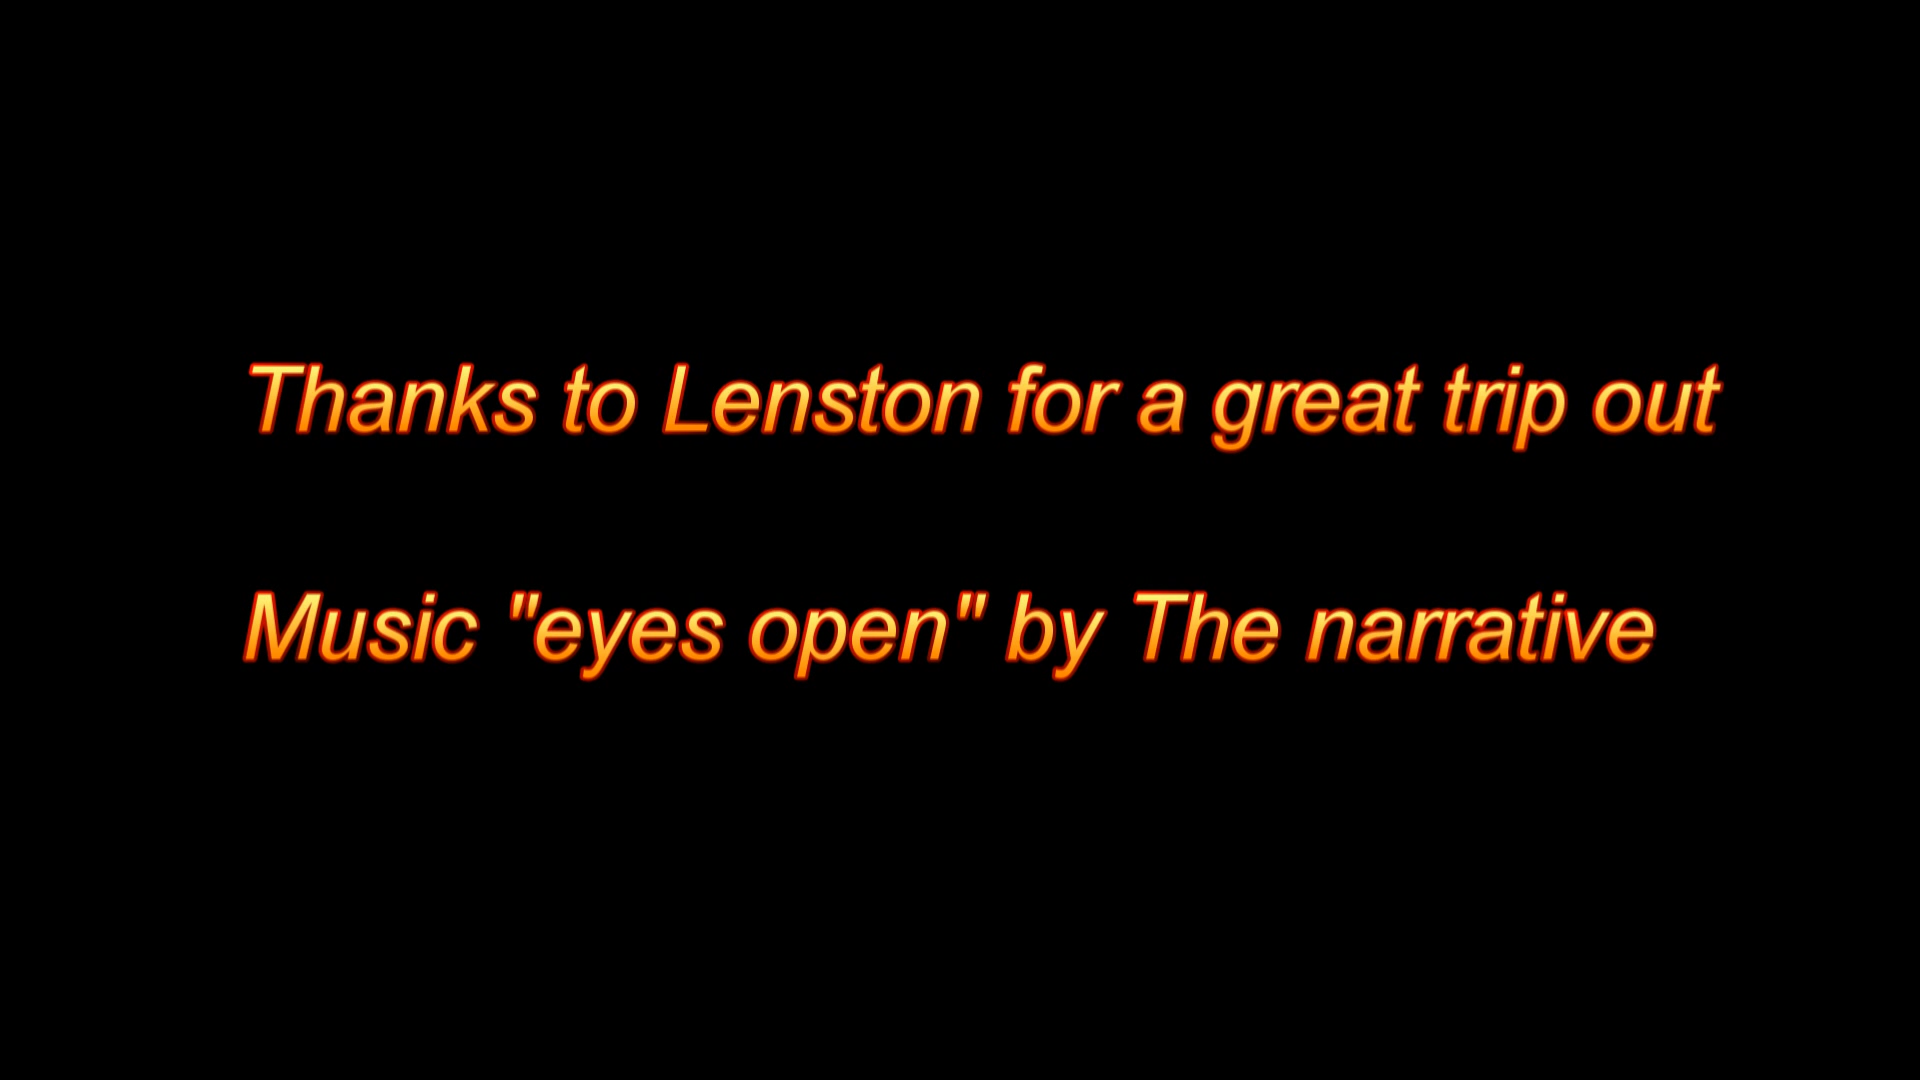 Thanks to Lenston for a great trip out
Music "eyes open" by The narrative